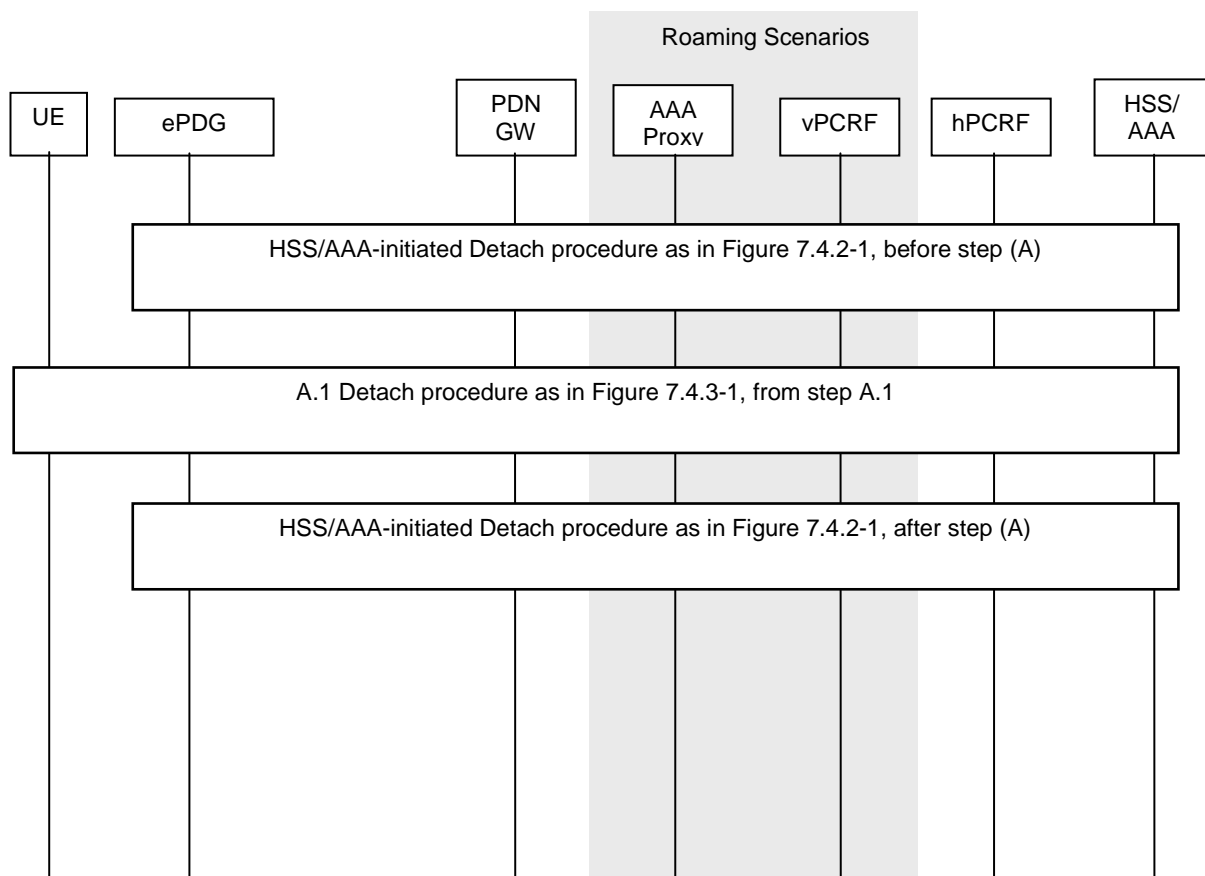 Roaming Scenarios
UE
ePDG
PDN
GW
AAA
Proxy
vPCRF
hPCRF
HSS/
AAA
HSS/AAA-initiated Detach procedure as in Figure 7.4.2-1, before step (A)
A.1 Detach procedure as in Figure 7.4.3-1, from step A.1
HSS/AAA-initiated Detach procedure as in Figure 7.4.2-1, after step (A)